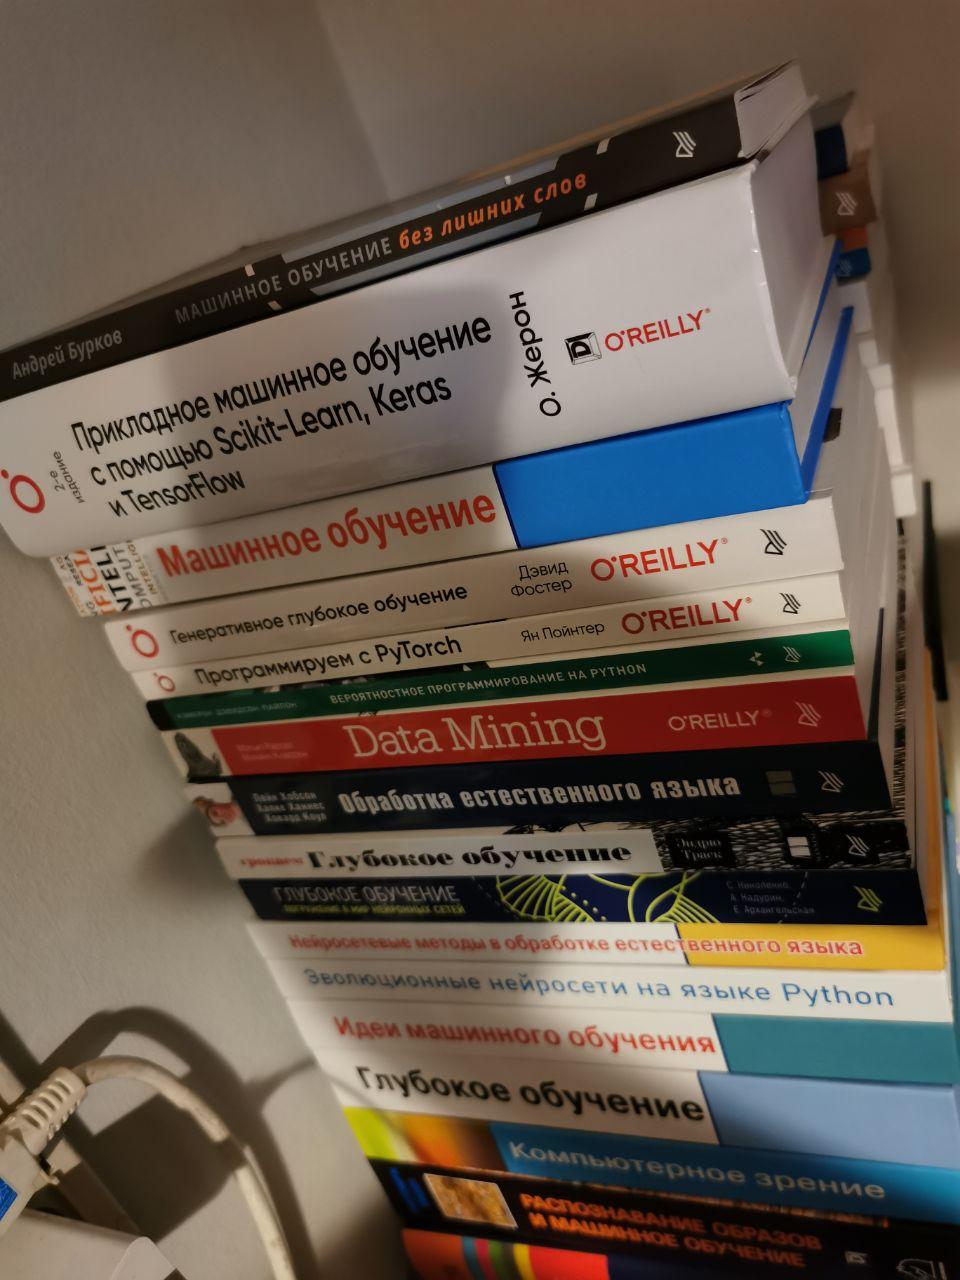 Андрей Бурков
МАШИННОЕ ОБУЧЕНИЕ без лишних слов
2-е
издание
Прикладное машинное обучение
с помощью Scikit-Learn, Keras
и TensorFlow
О. Жерон
O'REILLY®
Машинное обучение
Генеративное глубокое обучение
Дэвид
Фостер
O'REILLY®
Программируем с PyTorch
Ян Пойнтер
O'REILLY®
ВЕРОЯТНОСТНОЕ ПРОГРАММИРОВАНИЕ НА PYTHON
Data Mining
O'REILLY®
Лейн Хобсон
Хапке Ханнес
Ховард Коул
Обработка естественного языка
Глубокое обучение
Эндрю
Траск
ГЛУБОКОЕ ОБУЧЕНИЕ
ПОГРУЖЕНИЕ В МИР НЕЙРОННЫХ СЕТЕЙ
С. Николенко,
А. Кадурин,
Е. Архангельская
Нейросетевые методы в обработке естественного языка
Эволюционные нейросети на языке Python
Идеи машинного обучения
Глубокое обучение
Компьютерное зрение
РАСПОЗНАВАНИЕ ОБРАЗОВ
И МАШИННОЕ ОБУЧЕНИЕ